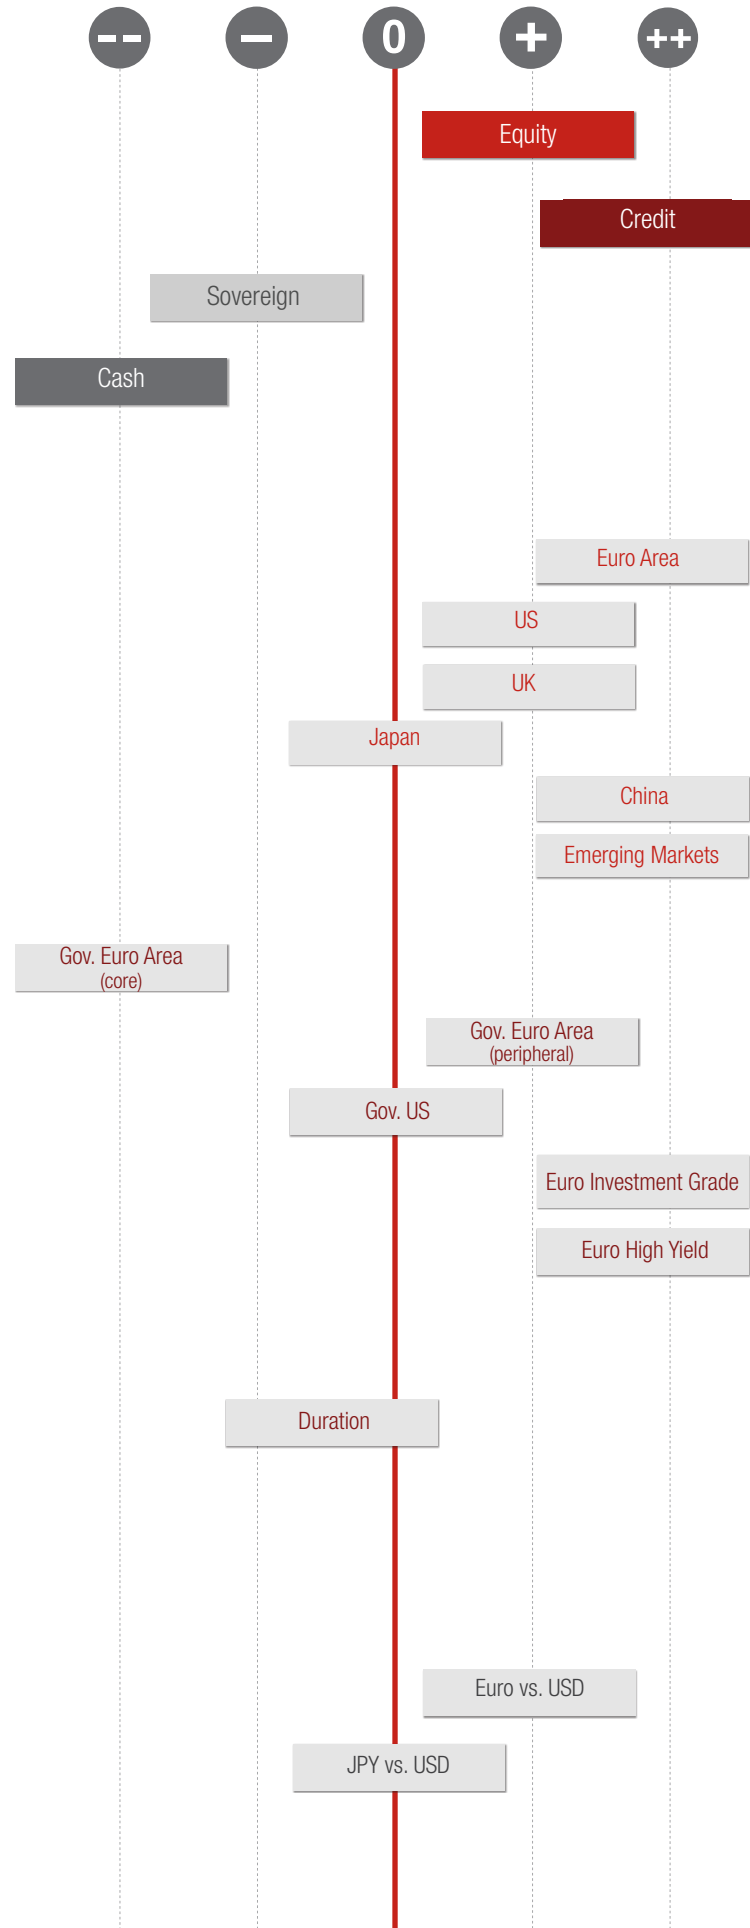 -- - 0 + ++
Equity
Credit
Sovereign
Cash
Euro Area
US
UK
Japan
China
Emerging Markets
Gov. Euro Area
(core)
Gov. Euro Area
(peripheral)
Gov. US
Euro Investment Grade
Euro High Yield
Duration
Euro vs. USD
JPY vs. USD